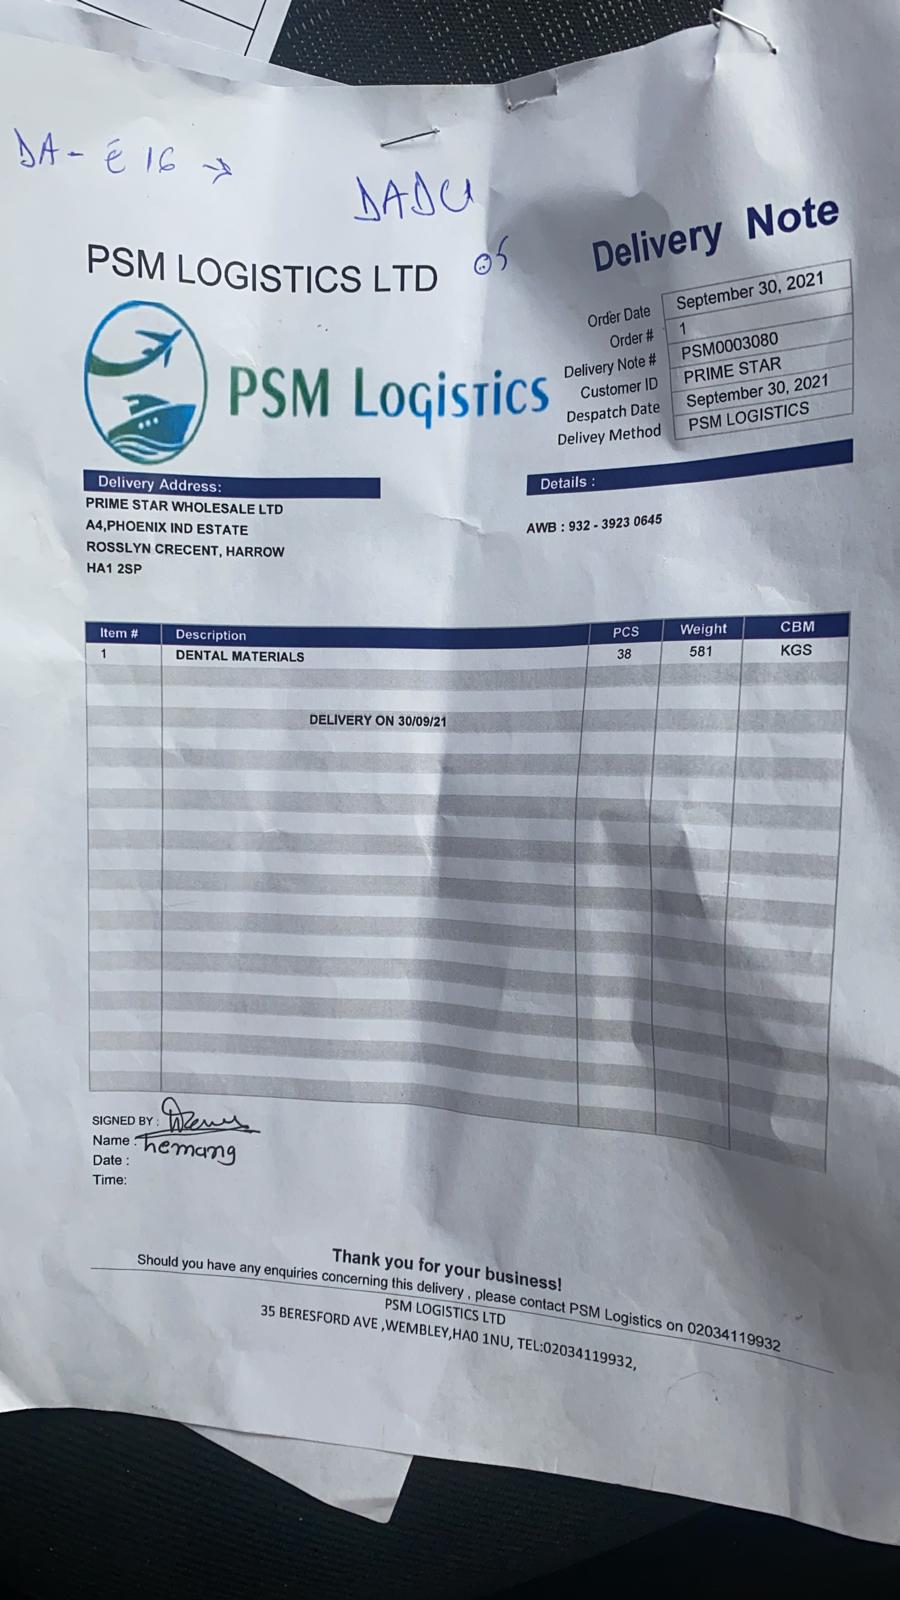 DA - £ 16 →
DADU
05
Delivery Note
PSM LOGISTICS LTD
PSM Logistics
Order Date September 30, 2021
Order # 1
Delivery Note # PSM0003080
Customer ID PRIME STAR
Despatch Date September 30, 2021
Delivey Method PSM LOGISTICS
Delivery Address:
PRIME STAR WHOLESALE LTD
A4,PHOENIX IND ESTATE
ROSSLYN CRECENT, HARROW
HA1 2SP
Details :
AWB : 932 - 3923 0645
Item # Description PCS Weight CBM
1 DENTAL MATERIALS 38 581 KGS
DELIVERY ON 30/09/21
SIGNED BY :
Name : hemang
Date :
Time:
Thank you for your business!
Should you have any enquiries concerning this delivery , please contact PSM Logistics on 02034119932
PSM LOGISTICS LTD
35 BERESFORD AVE ,WEMBLEY,HA0 1NU, TEL:02034119932,